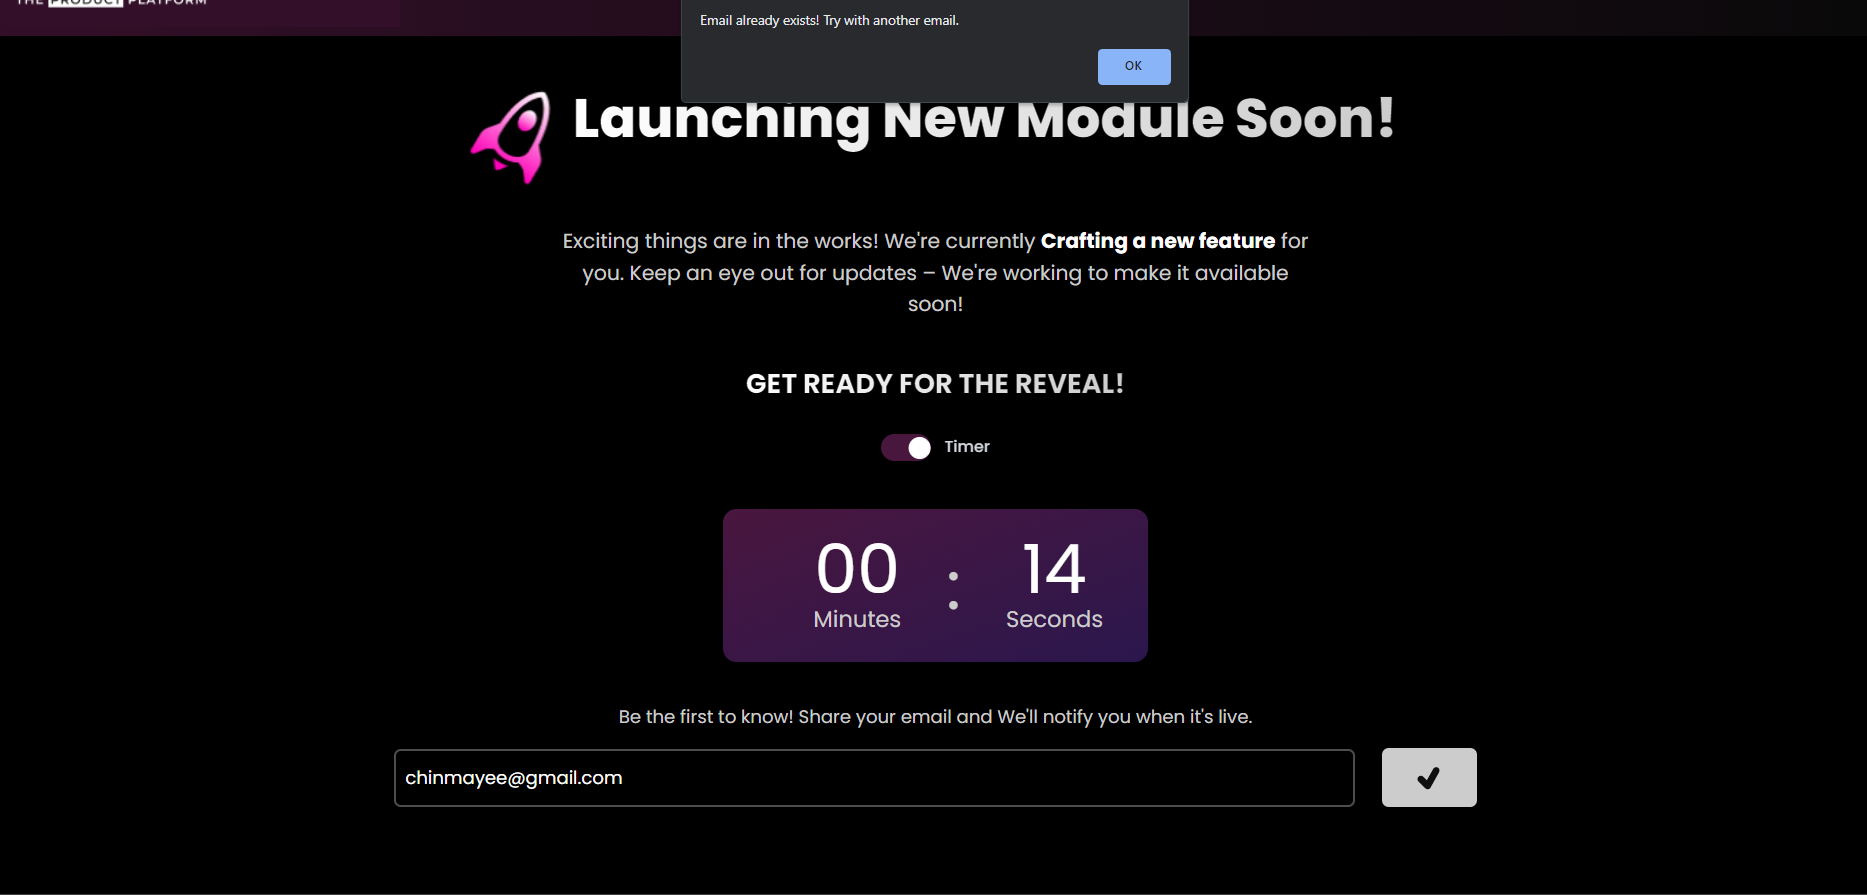 THE PRODUCT PLATFORM
Email already exists! Try with another email.
OK
Launching New Module Soon!
Exciting things are in the works! We're currently Crafting a new feature for
you. Keep an eye out for updates – We're working to make it available
soon!
GET READY FOR THE REVEAL!
Timer
00 : 14
Minutes Seconds
Be the first to know! Share your email and We'll notify you when it's live.
chinmayee@gmail.com